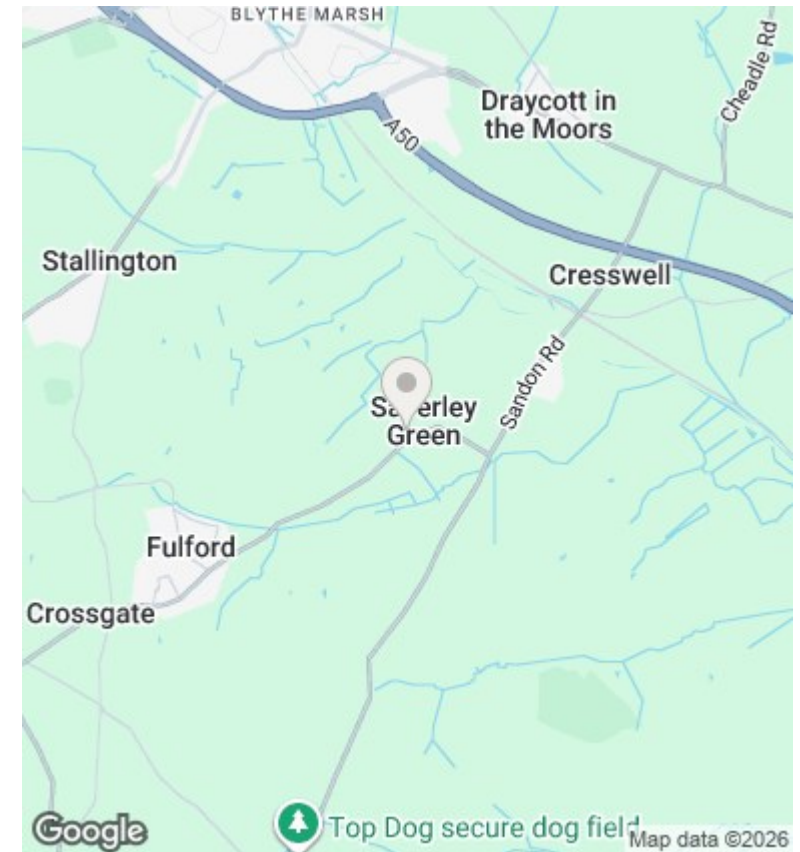 BLYTHE MARSH
Cheadle Rd
Draycott in
the Moors
A50
Stallington
Cresswell
Sandon Rd
Saverley
Green
Fulford
Crossgate
Top Dog secure dog field
Google
Map data ©2026